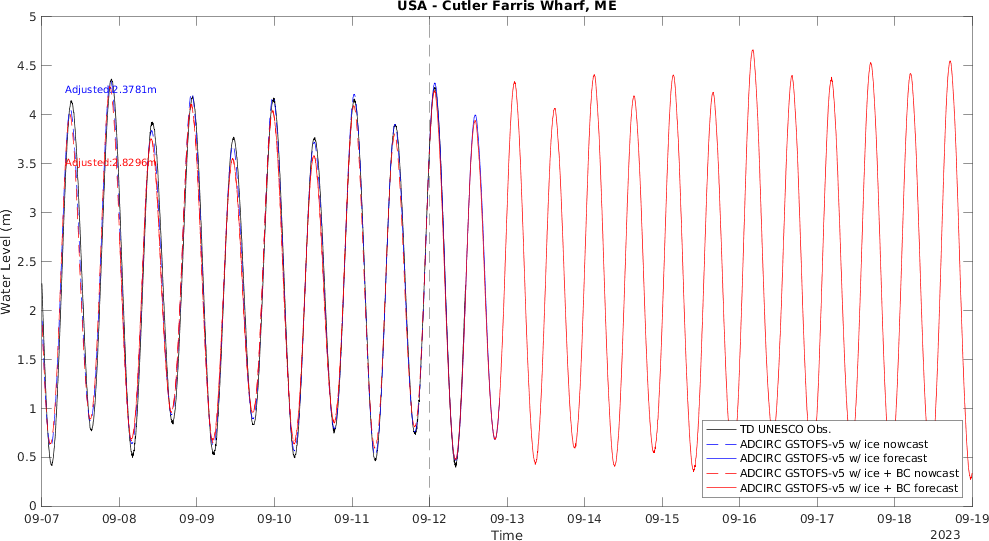 USA - Cutler Farris Wharf, ME
5
4.5
4
3.5
3
2.5
2
1.5
1
0.5
0
Water Level (m)
Adjusted:2.3781m
Adjusted:2.8296m
TD UNESCO Obs.
ADCIRC GSTOFS-v5 w/ ice nowcast
ADCIRC GSTOFS-v5 w/ ice forecast
ADCIRC GSTOFS-v5 w/ ice + BC nowcast
ADCIRC GSTOFS-v5 w/ ice + BC forecast
09-07 09-08 09-09 09-10 09-11 09-12 09-13 09-14 09-15 09-16 09-17 09-18 09-19
Time
2023